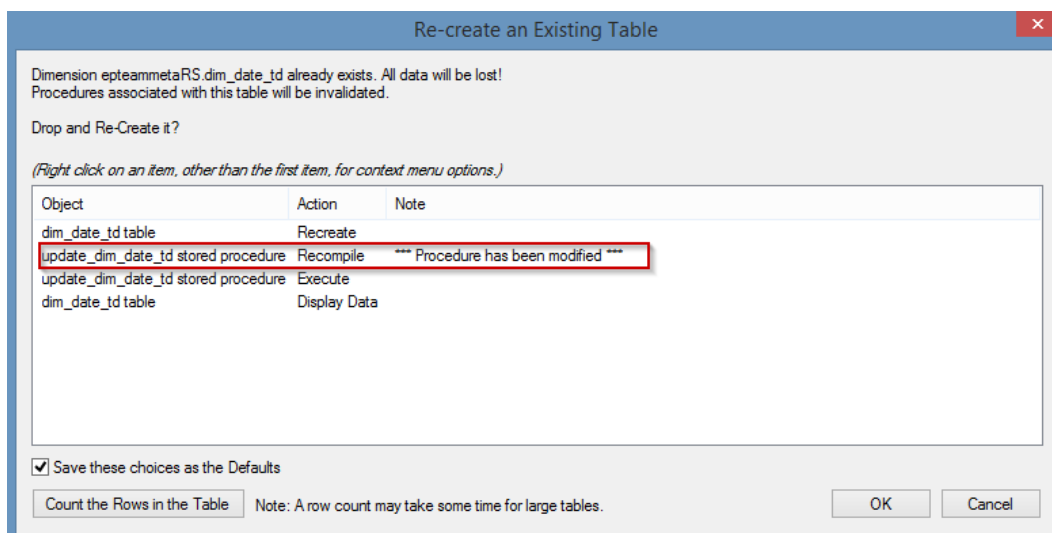 Re-create an Existing Table
Dimension epteammetaRS.dim_date_td already exists. All data will be lost!
Procedures associated with this table will be invalidated.
Drop and Re-Create it?
(Right click on an item, other than the first item, for context menu options.)
Object Action Note
dim_date_td table Recreate
update_dim_date_td stored procedure Recompile *** Procedure has been modified ***
update_dim_date_td stored procedure Execute
dim_date_td table Display Data
Save these choices as the Defaults
Count the Rows in the Table Note: A row count may take some time for large tables. OK Cancel